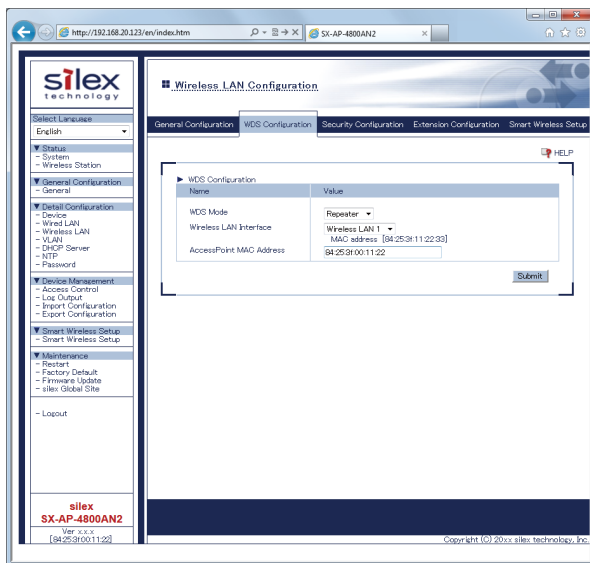 http://192.168.20.123/en/index.htm
SX-AP-4800AN2
silex
technology
Select Language
English
▼ Status
- System
- Wireless Station
▼ General Configuration
- General
▼ Detail Configuration
- Device
- Wired LAN
- Wireless LAN
- VLAN
- DHCP Server
- NTP
- Password
▼ Device Management
- Access Control
- Log Output
- Import Configuration
- Export Configuration
▼ Smart Wireless Setup
- Smart Wireless Setup
▼ Maintenance
- Restart
- Factory Default
- Firmware Update
- silex Global Site
- Logout
silex
SX-AP-4800AN2
Ver x.x.x
[84:25:3f:00:11:22]
Wireless LAN Configuration
General Configuration WDS Configuration Security Configuration Extension Configuration Smart Wireless Setup
HELP
▶ WDS Configuration
Name Value
WDS Mode Repeater
Wireless LAN Interface Wireless LAN 1
MAC address [84:25:3f:11:22:33]
AccessPoint MAC Address 84:25:3f:00:11:22
Submit
Copyright (C) 20xx silex technology, Inc.